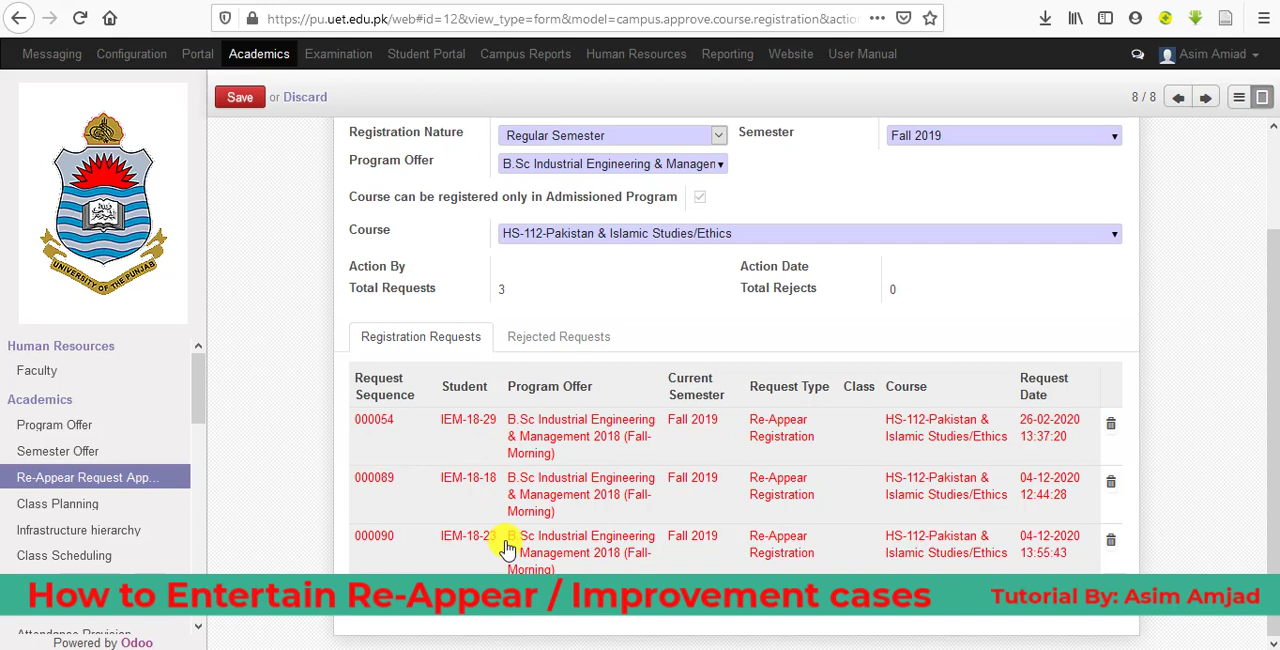 https://pu.uet.edu.pk/web#id=12&view_type=form&model=campus.approve.course.registration&actio
Messaging Configuration Portal Academics Examination Student Portal Campus Reports Human Resources Reporting Website User Manual Asim Amjad
Save or Discard 8 / 8
Registration Nature Regular Semester Semester Fall 2019
Program Offer B.Sc Industrial Engineering & Managen
Course can be registered only in Admissioned Program
Course HS-112-Pakistan & Islamic Studies/Ethics
Action By Action Date
Total Requests 3 Total Rejects 0
Registration Requests Rejected Requests
Request Sequence Student Program Offer Current Semester Request Type Class Course Request Date
000054 IEM-18-29 B.Sc Industrial Engineering Fall 2019 Re-Appear HS-112-Pakistan & 26-02-2020
& Management 2018 (Fall- Registration Islamic Studies/Ethics 13:37:20
Morning)
000089 IEM-18-18 B.Sc Industrial Engineering Fall 2019 Re-Appear HS-112-Pakistan & 04-12-2020
& Management 2018 (Fall- Registration Islamic Studies/Ethics 12:44:28
Morning)
000090 IEM-18-23 B.Sc Industrial Engineering Fall 2019 Re-Appear HS-112-Pakistan & 04-12-2020
Management 2018 (Fall- Registration Islamic Studies/Ethics 13:55:43
Morning)
UNIVERSITY OF THE PUNJAB
Human Resources
Faculty
Academics
Program Offer
Semester Offer
Re-Appear Request App...
Class Planning
Infrastructure hierarchy
Class Scheduling
How to Entertain Re-Appear / Improvement cases Tutorial By: Asim Amjad
Attendance Provision
Powered by Odoo